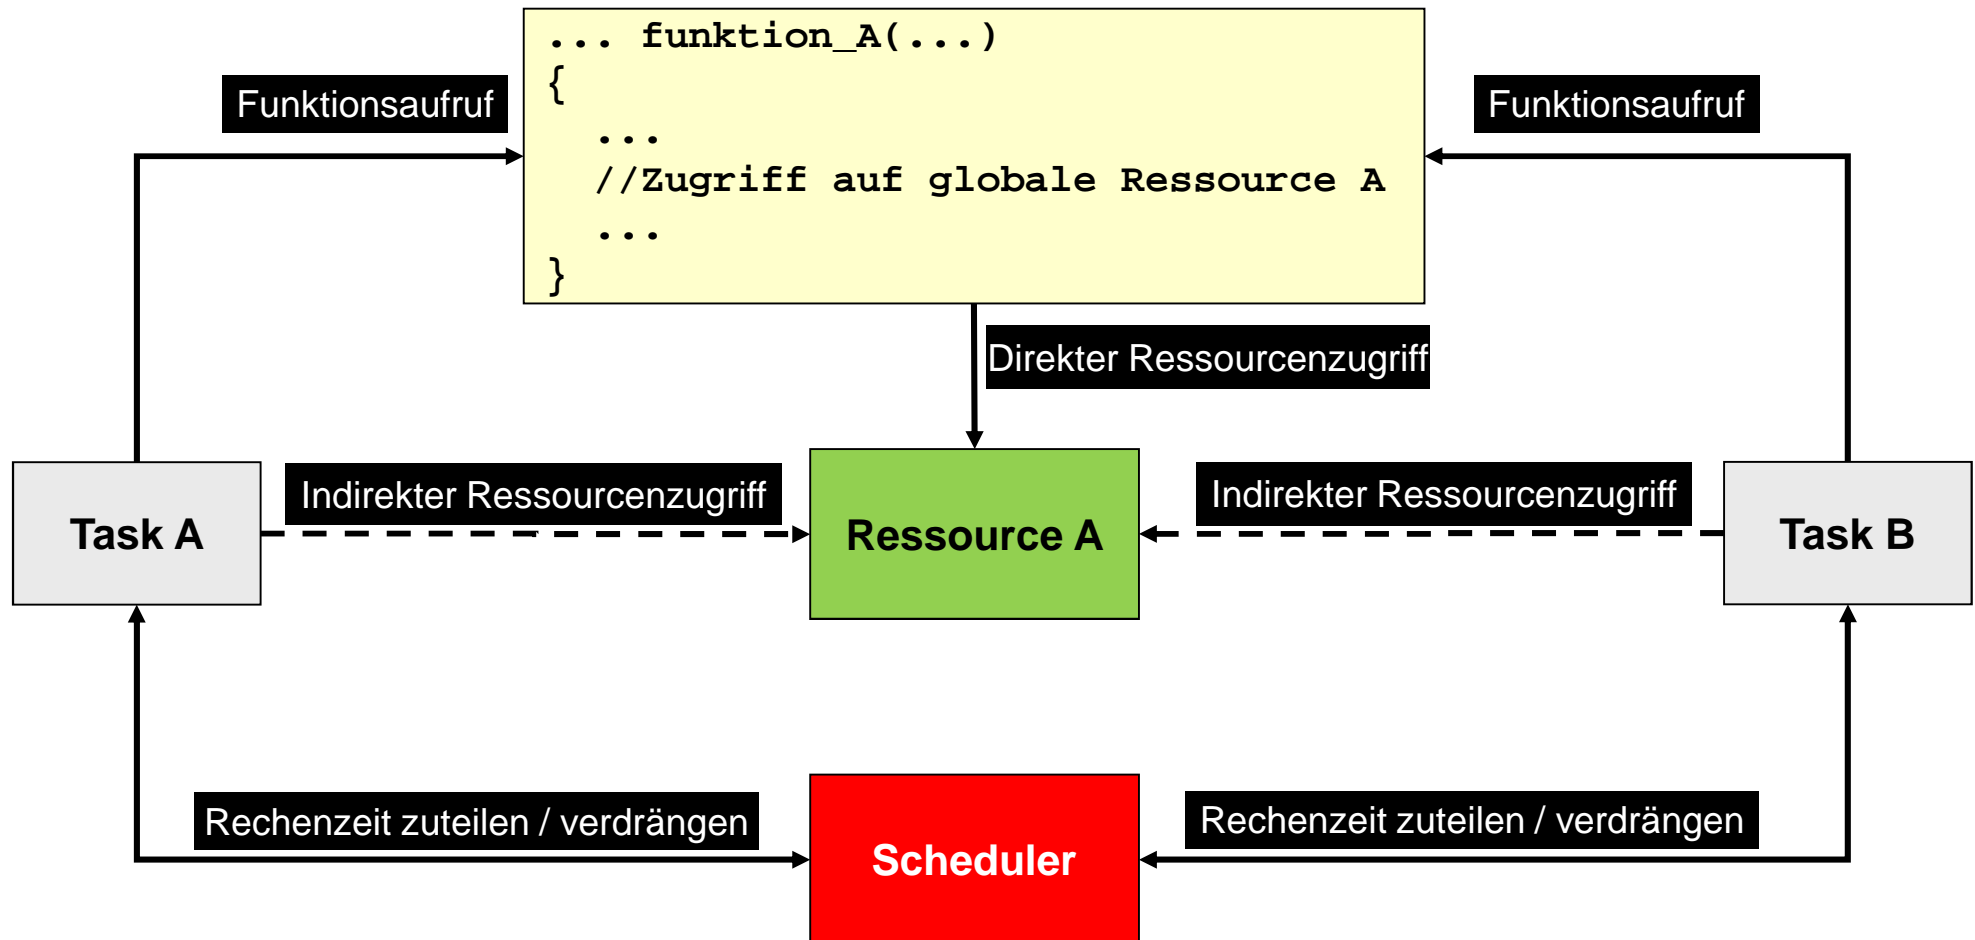 ... funktion_A(...)
{
...
//Zugriff auf globale Ressource A
...
}
Funktionsaufruf
Funktionsaufruf
Direkter Ressourcenzugriff
Task A
Indirekter Ressourcenzugriff
Ressource A
Indirekter Ressourcenzugriff
Task B
Rechenzeit zuteilen / verdrängen
Scheduler
Rechenzeit zuteilen / verdrängen